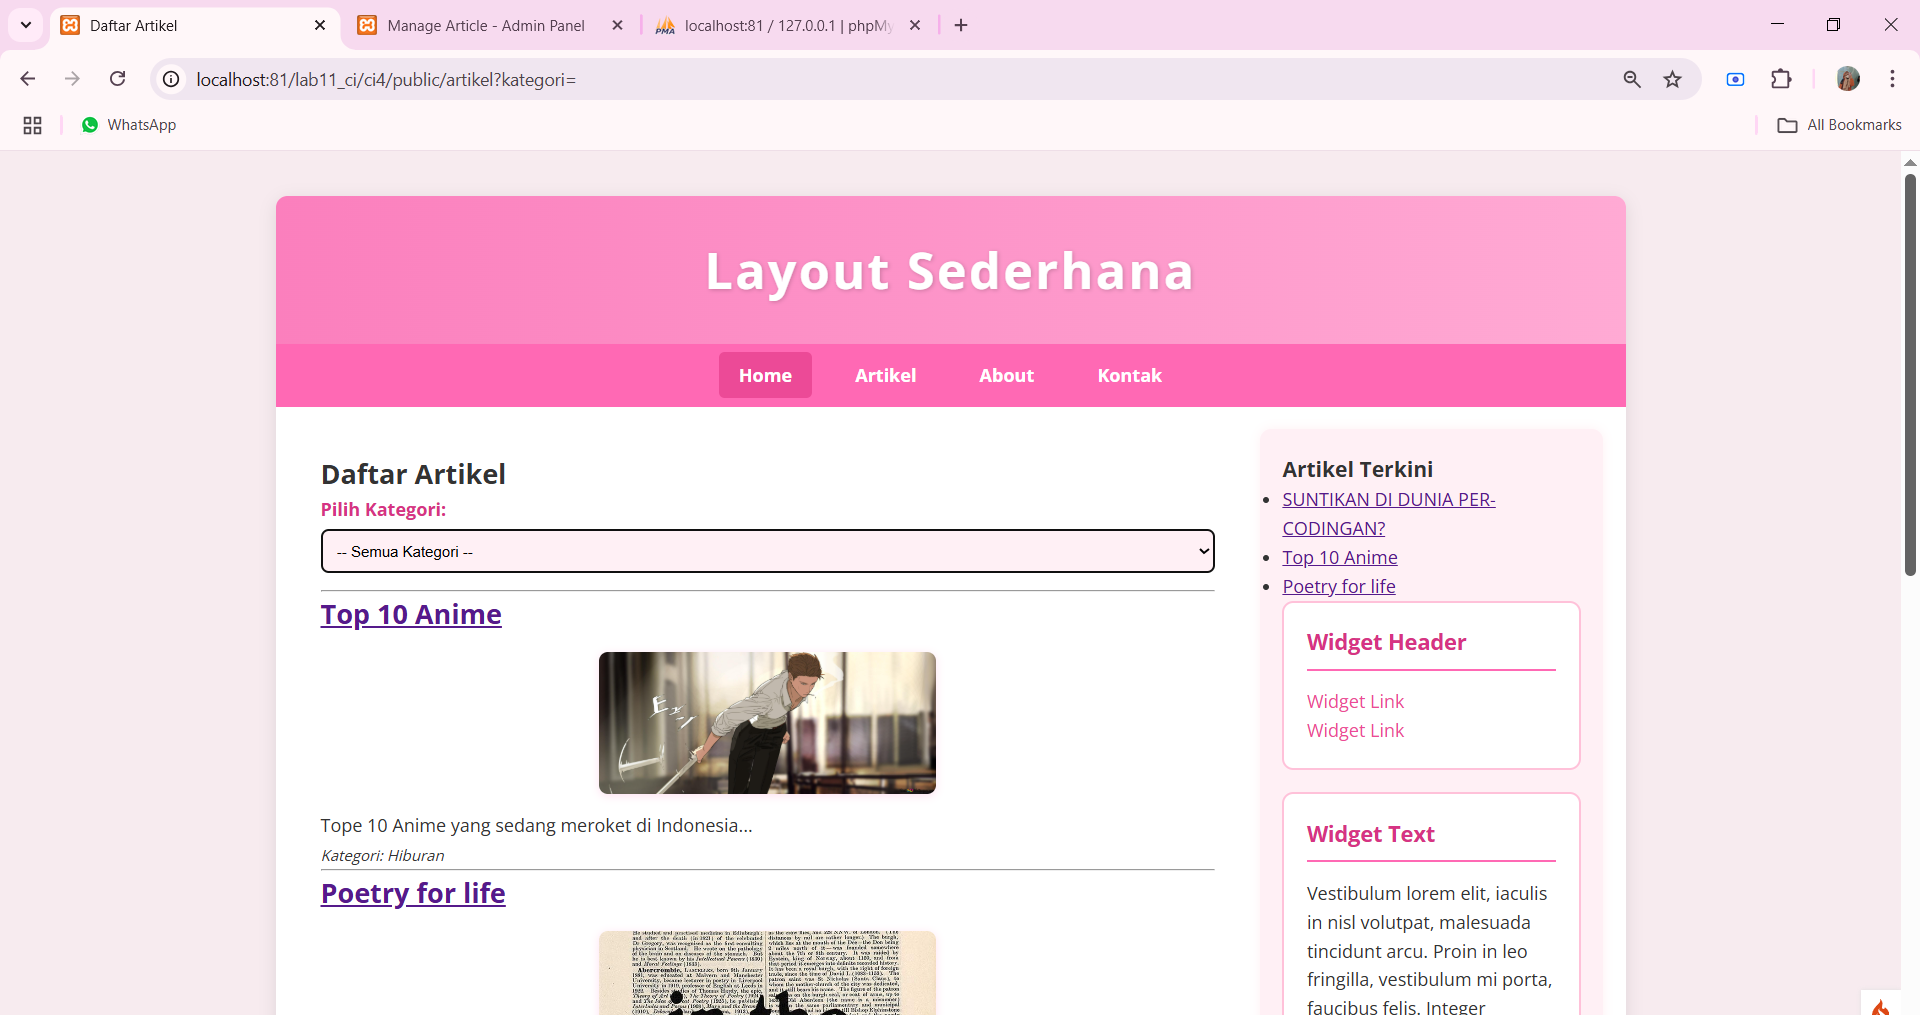 Daftar Artikel
Manage Article - Admin Panel
localhost:81 / 127.0.0.1 | phpMy
localhost:81/lab11_ci/ci4/public/artikel?kategori=
WhatsApp
All Bookmarks
Layout Sederhana
Home
Artikel
About
Kontak
Daftar Artikel
Pilih Kategori:
-- Semua Kategori --
Top 10 Anime
Tope 10 Anime yang sedang meroket di Indonesia...
Kategori: Hiburan
Poetry for life
Artikel Terkini
SUNTIKAN DI DUNIA PER-
CODINGAN?
Top 10 Anime
Poetry for life
Widget Header
Widget Link
Widget Link
Widget Text
Vestibulum lorem elit, iaculis
in nisl volutpat, malesuada
tincidunt arcu. Proin in leo
fringilla, vestibulum mi porta,
faucibus felis. Integer